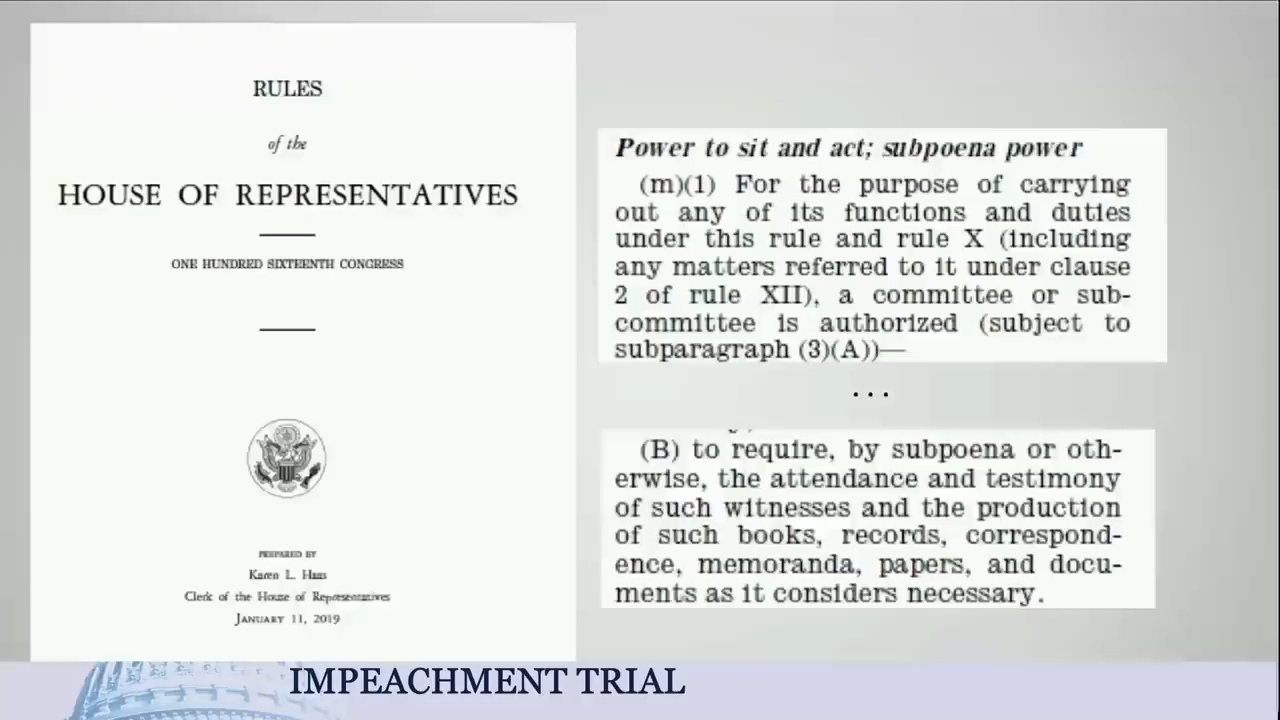 RULES
of the
HOUSE OF REPRESENTATIVES
ONE HUNDRED SIXTEENTH CONGRESS
PREPARED BY
Karen L. Haas
Clerk of the House of Representatives
JANUARY 11, 2019
Power to sit and act; subpoena power
(m)(1) For the purpose of carrying
out any of its functions and duties
under this rule and rule X (including
any matters referred to it under clause
2 of rule XII), a committee or sub-
committee is authorized (subject to
subparagraph (3)(A))—
...
(B) to require, by subpoena or oth-
erwise, the attendance and testimony
of such witnesses and the production
of such books, records, correspond-
ence, memoranda, papers, and docu-
ments as it considers necessary.
IMPEACHMENT TRIAL